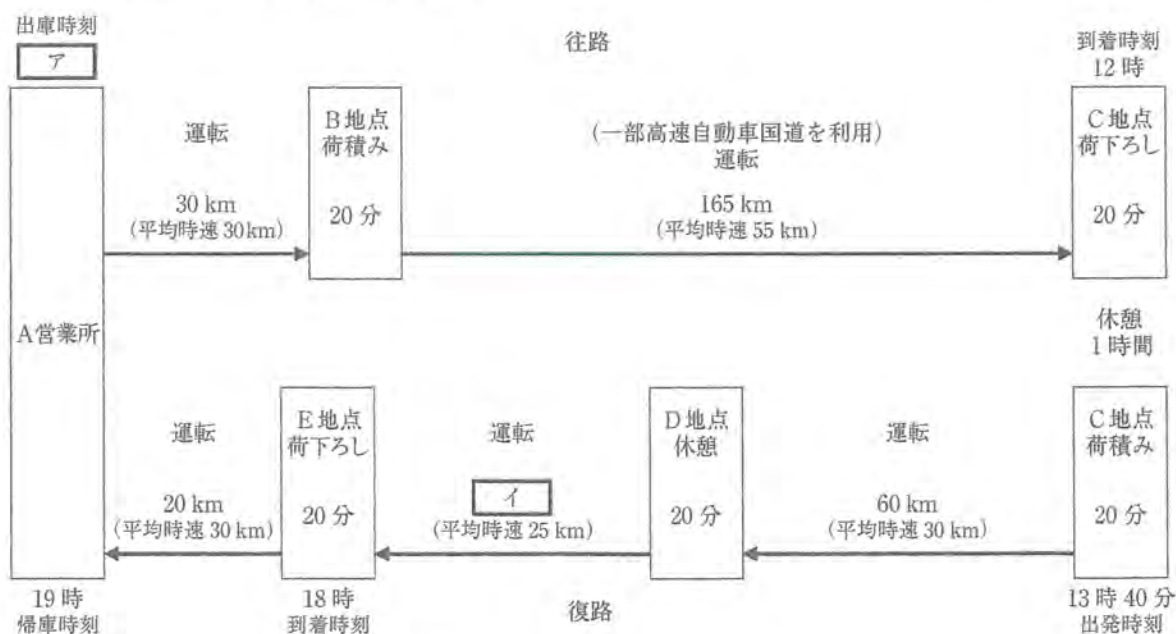 出庫時刻
ア
往路
到着時刻
12時
運転
B地点
荷積み
(一部高速自動車国道を利用)
運転
C地点
荷下ろし
30 km
(平均時速30km)
20分
165 km
(平均時速 55 km)
20分
A営業所
休憩
1時間
運転
E地点
荷下ろし
運転
D地点
休憩
運転
C地点
荷積み
20 km
(平均時速 30 km)
20分
イ
(平均時速 25 km)
20分
60 km
(平均時速 30 km)
20分
19時
帰庫時刻
18時
到着時刻
復路
13時40分
出発時刻